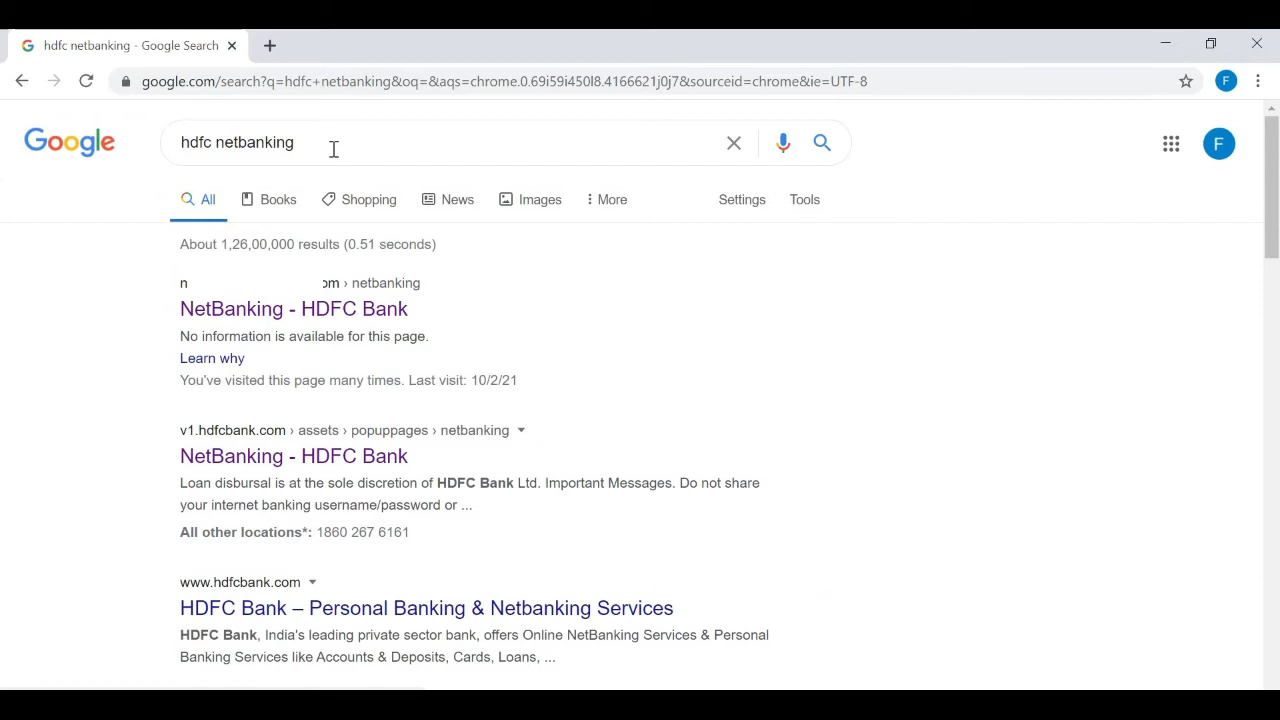 hdfc netbanking - Google Search
google.com/search?q=hdfc+netbanking&oq=&aqs=chrome.0.69i59i450l8.4166621j0j7&sourceid=chrome&ie=UTF-8
F
Google
hdfc netbanking
F
All Books Shopping News Images More Settings Tools
About 1,26,00,000 results (0.51 seconds)
n om › netbanking
NetBanking - HDFC Bank
No information is available for this page.
Learn why
You've visited this page many times. Last visit: 10/2/21
v1.hdfcbank.com › assets › popuppages › netbanking
NetBanking - HDFC Bank
Loan disbursal is at the sole discretion of HDFC Bank Ltd. Important Messages. Do not share
your internet banking username/password or ...
All other locations*: 1860 267 6161
www.hdfcbank.com
HDFC Bank – Personal Banking & Netbanking Services
HDFC Bank, India's leading private sector bank, offers Online NetBanking Services & Personal
Banking Services like Accounts & Deposits, Cards, Loans, ...